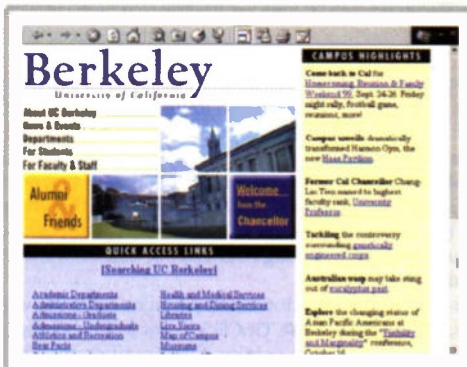 Berkeley
University of California
About UC Berkeley
News & Events
Departments
For Students
For Faculty & Staff
Alumni
&
Friends
Welcome
from the
Chancellor
QUICK ACCESS LINKS
[Searching UC Berkeley]
Academic Departments
Administrative Departments
Admissions - Graduate
Admissions - Undergraduate
Athletics and Recreation
Bear Facts
Health and Medical Services
Housing and Dining Services
Libraries
Live Views
Map of Campus
Museums
CAMPUS HIGHLIGHTS
Come back to Cal for
Homecoming, Reunion & Family
Weekend '99, Sept. 24-26. Friday
night rally, football game,
reunions, more!
Campus unveils dramatically
transformed Harmon Gym, the
new Haas Pavilion.
Former Cal Chancellor Chang-
Lin Tien named to highest
faculty rank, University
Professor.
Tackling the controversy
surrounding genetically
engineered crops.
Australian wasp may take sting
out of eucalyptus pest.
Explore the changing status of
Asian Pacific Americans at
Berkeley during the "Visibility
and Marginality" conference,
October 16